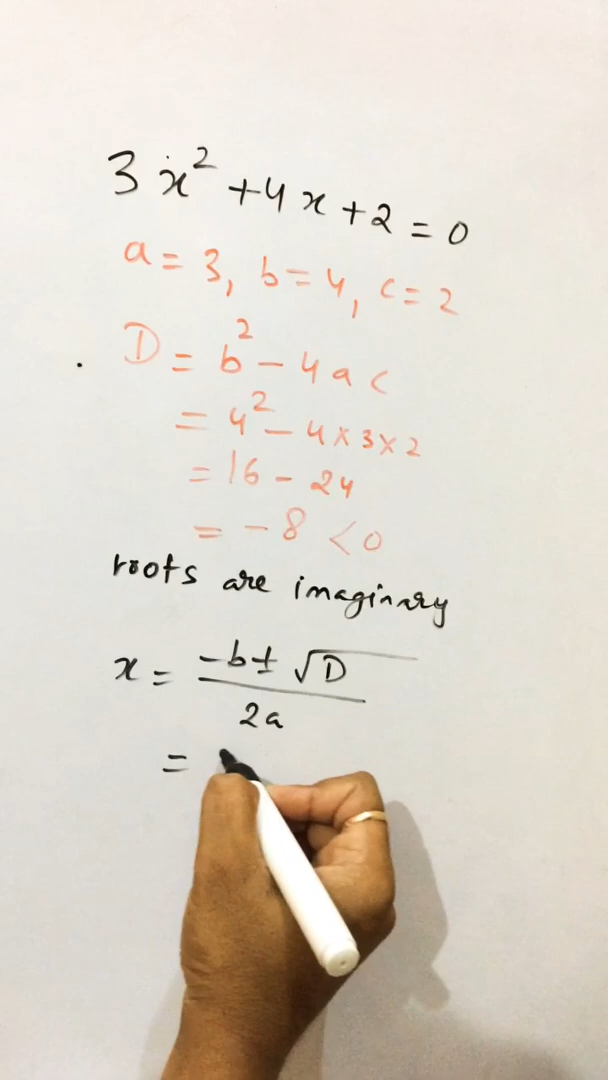 3x² + 4x + 2 = 0
a = 3, b = 4, c = 2
D = b² - 4ac
= 4² - 4 × 3 × 2
= 16 - 24
= -8 < 0
roots are imaginary
x = (-b ± √D) / 2a
=